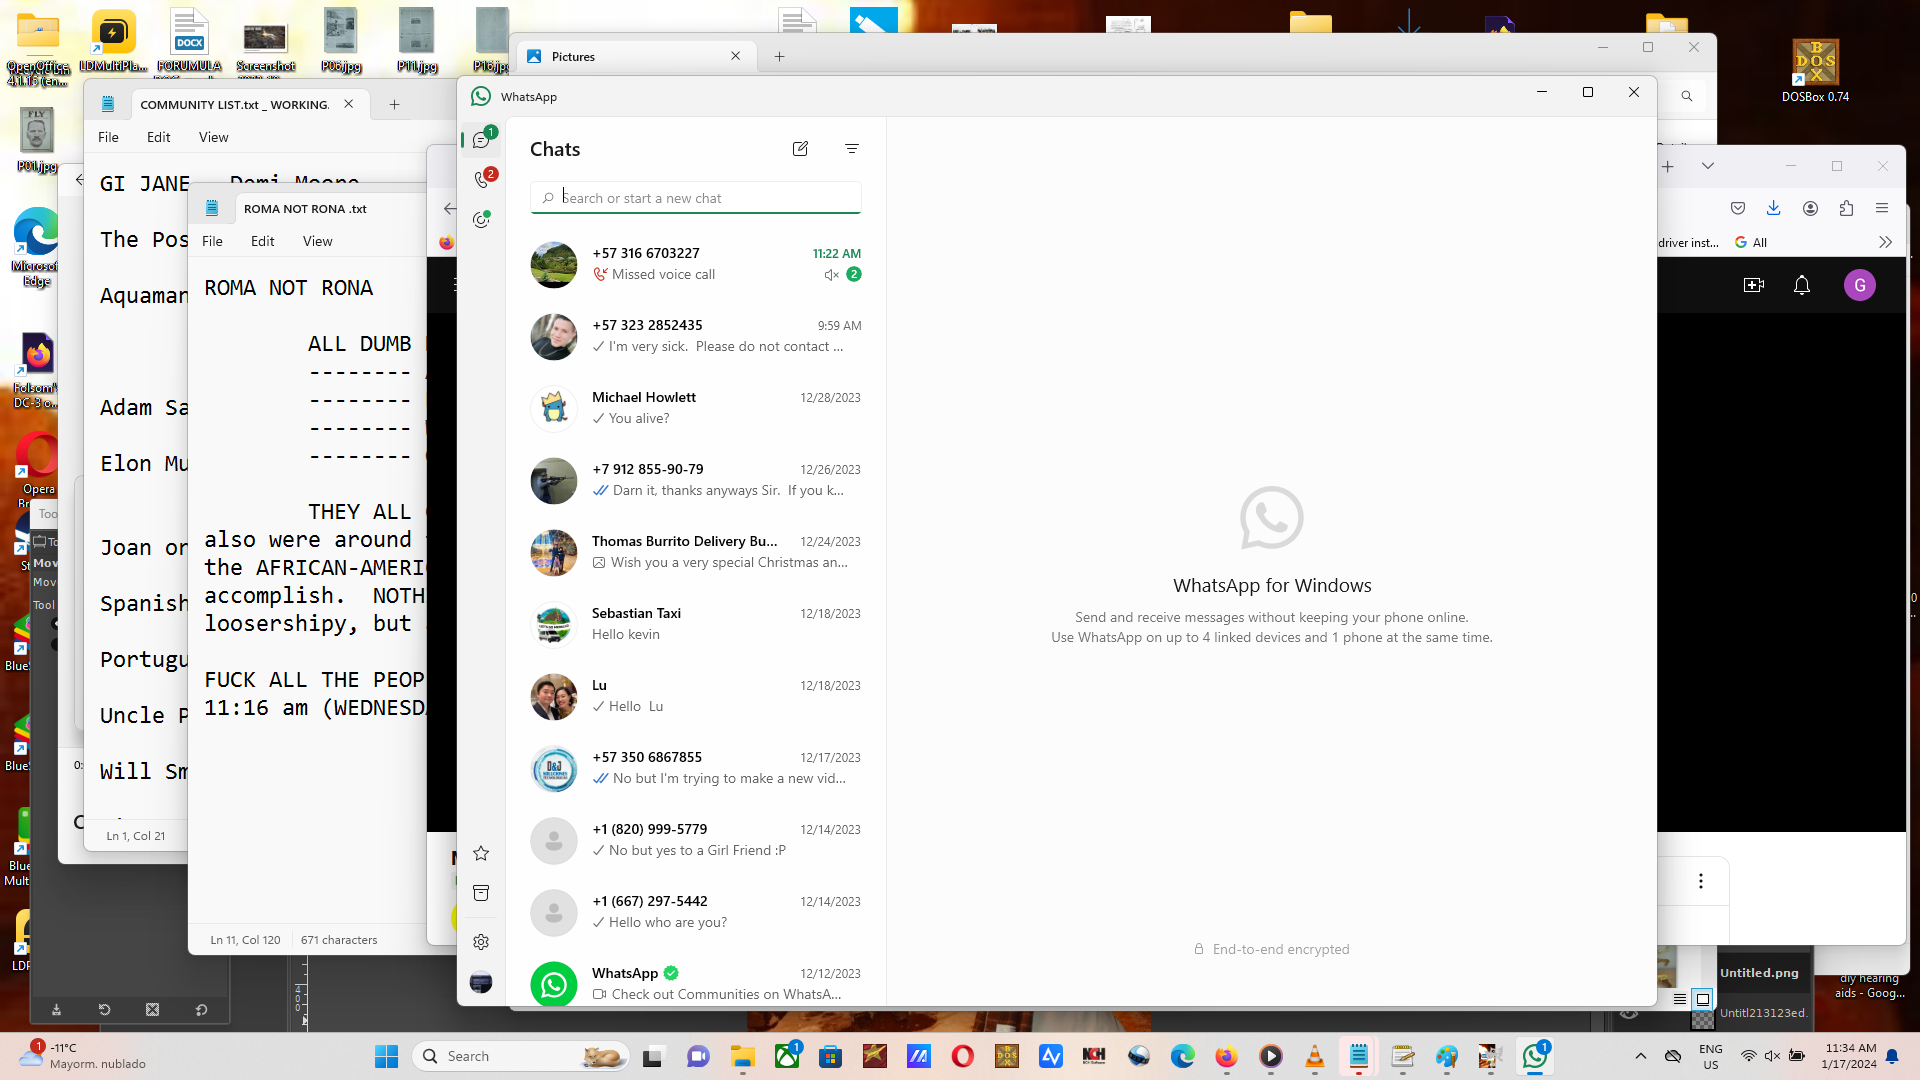 OpenOffice
4.1.15 (en...
LDMultiPla...
FORUMULA
Screenshot
P06.jpg
P11.jpg
P16.jpg
P01.jpg
Microsoft
Edge
Folsom's
DC-3 o...
Opera
DOSBox 0.74
Pictures
COMMUNITY LIST.txt _ WORKING.
File Edit View
GI JANE
Demi Moore
The Pos
Aquaman
Adam Sa
Elon Mu
Joan or
Spanish
Portugu
Uncle P
Will Sm
Ln 1, Col 21
ROMA NOT RONA .txt
File Edit View
ROMA NOT RONA
ALL DUMB
--------
--------
--------
--------
THEY ALL
also were around
the AFRICAN-AMERI
accomplish. NOTH
loosershipy, but
FUCK ALL THE PEOP
11:16 am (WEDNESDA
Ln 11, Col 120 671 characters
WhatsApp
1
2
Chats
Search or start a new chat
+57 316 6703227 11:22 AM
Missed voice call 2
+57 323 2852435 9:59 AM
I'm very sick. Please do not contact ...
Michael Howlett 12/28/2023
You alive?
+7 912 855-90-79 12/26/2023
Darn it, thanks anyways Sir. If you k...
Thomas Burrito Delivery Bu... 12/24/2023
Wish you a very special Christmas an...
Sebastian Taxi 12/18/2023
Hello kevin
Lu 12/18/2023
Hello Lu
+57 350 6867855 12/17/2023
No but I'm trying to make a new vid...
+1 (820) 999-5779 12/14/2023
No but yes to a Girl Friend :P
+1 (667) 297-5442 12/14/2023
Hello who are you?
WhatsApp 12/12/2023
Check out Communities on WhatsA...
WhatsApp for Windows
Send and receive messages without keeping your phone online.
Use WhatsApp on up to 4 linked devices and 1 phone at the same time.
End-to-end encrypted
driver inst... All
G
Untitled.png
Untitl213123ed.
diy hearing
aids - Goog...
1
-11°C
Mayorm. nublado
Search
1
NCH
1
ENG
US
11:34 AM
1/17/2024